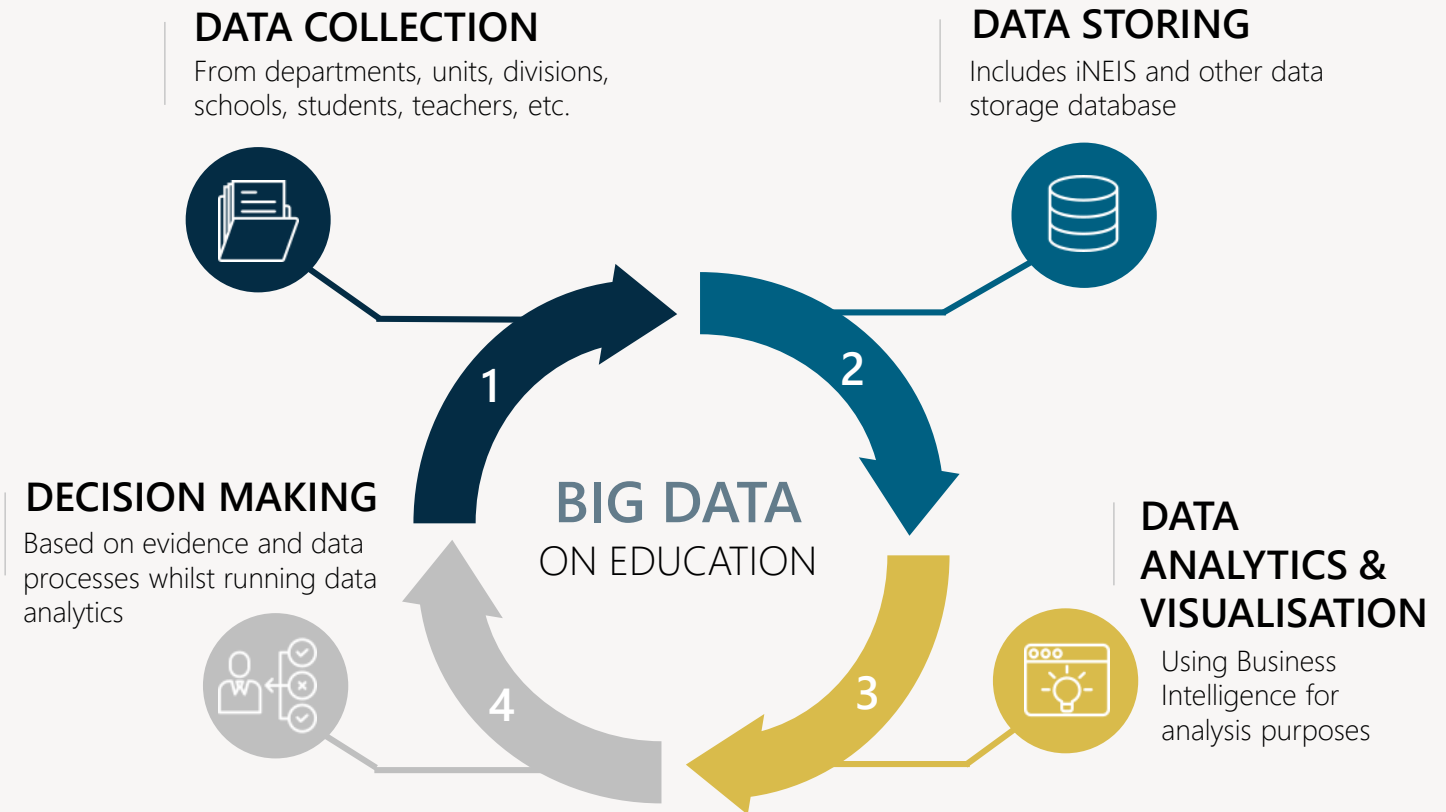 DATA COLLECTION
From departments, units, divisions,
schools, students, teachers, etc.
DATA STORING
Includes iNEIS and other data
storage database
1
2
BIG DATA
ON EDUCATION
DECISION MAKING
Based on evidence and data
processes whilst running data
analytics
DATA
ANALYTICS &
VISUALISATION
Using Business
Intelligence for
analysis purposes
3
4